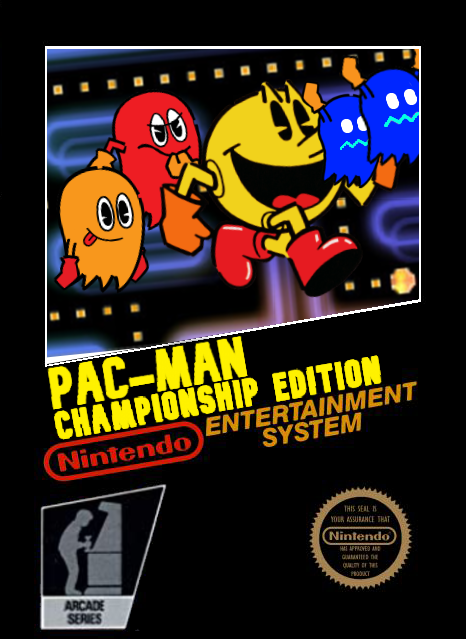 PAC-MAN
CHAMPIONSHIP EDITION
Nintendo
ENTERTAINMENT
SYSTEM
ARCADE
SERIES
THIS SEAL IS
YOUR ASSURANCE THAT
Nintendo
HAS APPROVED AND
GUARANTEED THE
QUALITY OF THIS
PRODUCT